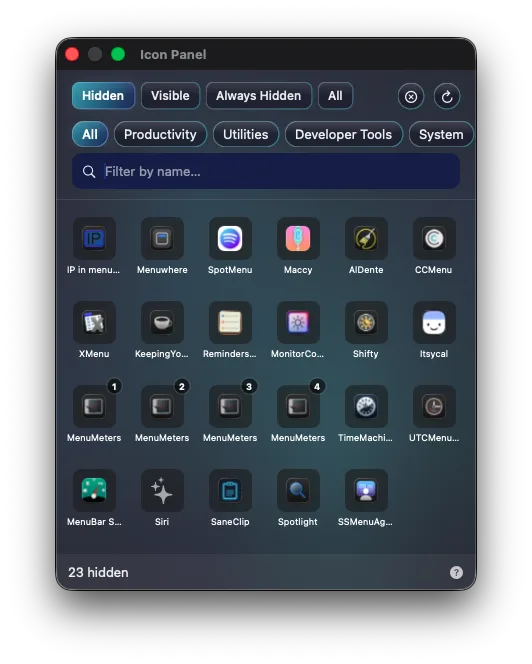 Icon Panel
Hidden Visible Always Hidden All
All Productivity Utilities Developer Tools System
Filter by name...
IP
IP in menu... Menuwhere SpotMenu Maccy AlDente CCMenu
XMenu KeepingYo... Reminders... MonitorCo... Shifty Itsycal
1 2 3 4
MenuMeters MenuMeters MenuMeters MenuMeters TimeMachi... UTCMenu...
MenuBar S... Siri SaneClip Spotlight SSMenuAg...
23 hidden ?